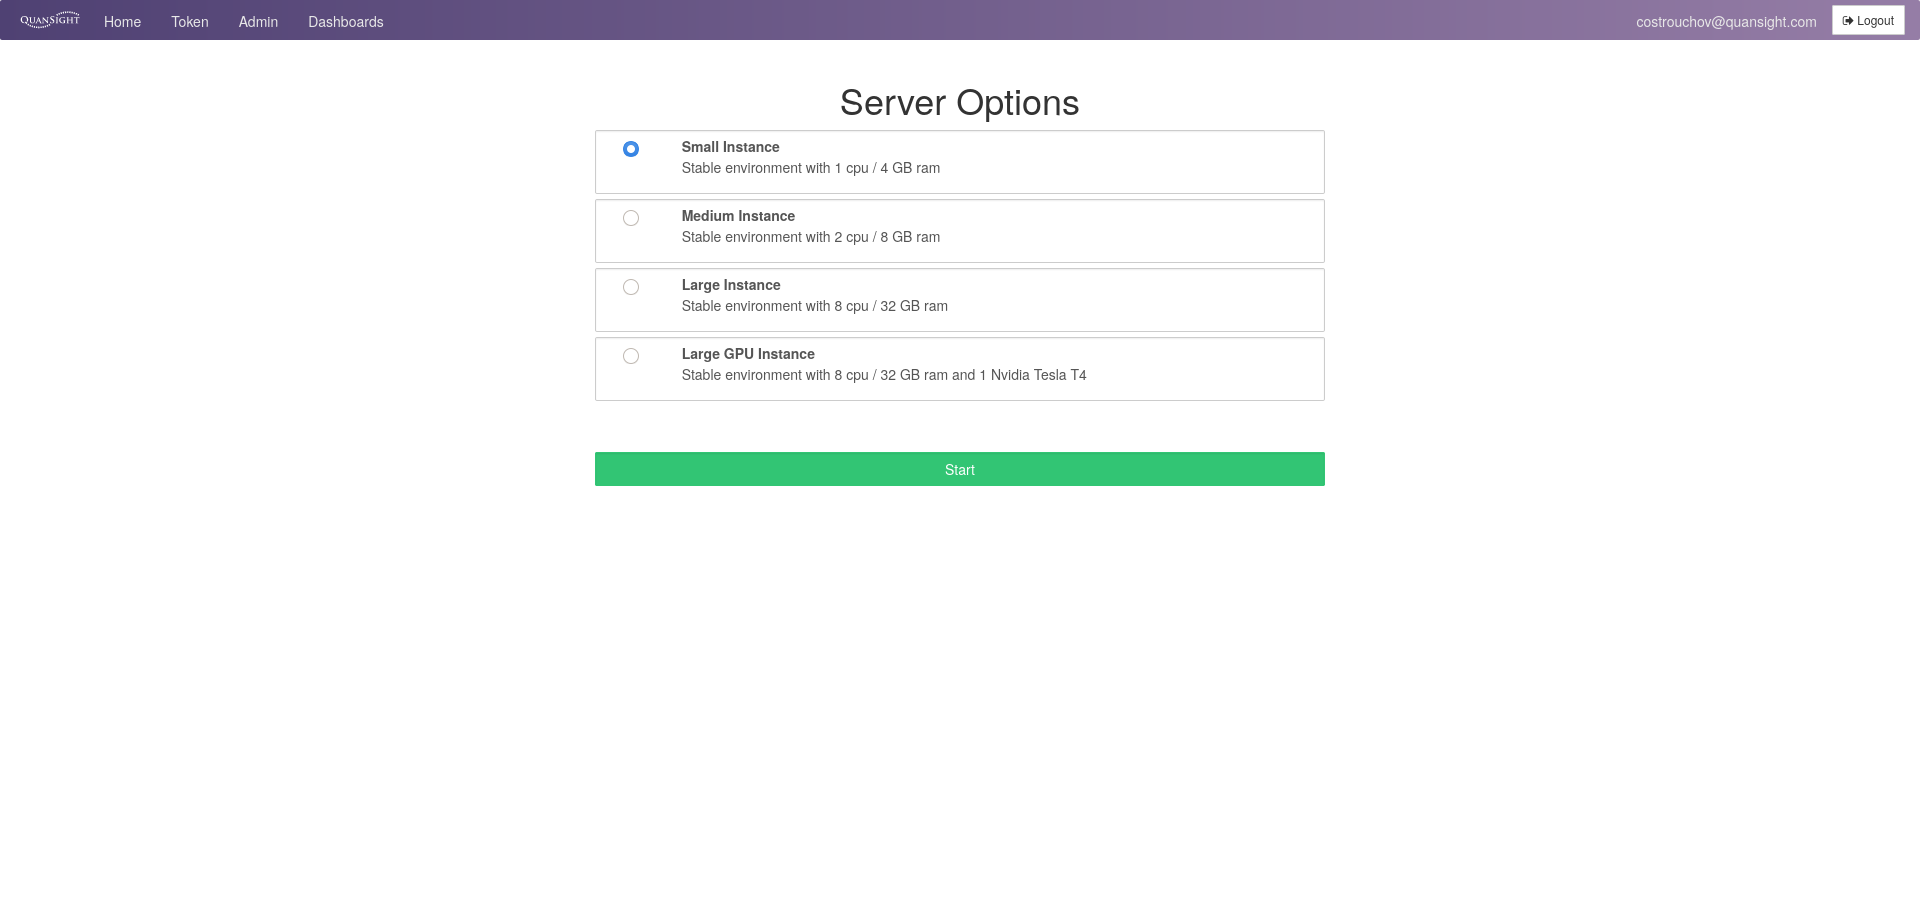 QUANSIGHT Home Token Admin Dashboards costrouchov@quansight.com Logout
Server Options
Small Instance
Stable environment with 1 cpu / 4 GB ram
Medium Instance
Stable environment with 2 cpu / 8 GB ram
Large Instance
Stable environment with 8 cpu / 32 GB ram
Large GPU Instance
Stable environment with 8 cpu / 32 GB ram and 1 Nvidia Tesla T4
Start